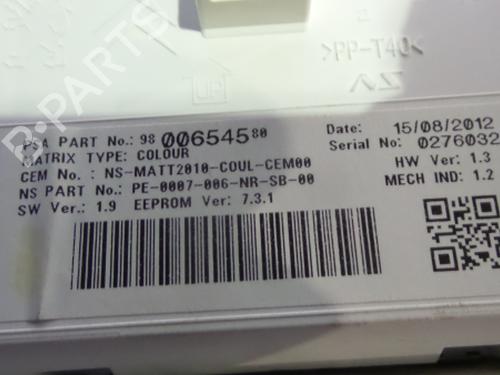 >PP-T40<
UP
PSA PART No.: 98 006545 80
MATRIX TYPE: COLOUR
CEM No. : NS-MATT2010-COUL-CEM00
NS PART No.: PE-0007-006-NR-SB-00
SW Ver.: 1.9 EEPROM Ver.: 7.3.1
Date: 15/08/2012
Serial No: 0276032
HW Ver.: 1.3
MECH IND: 1.2
B-PARTS